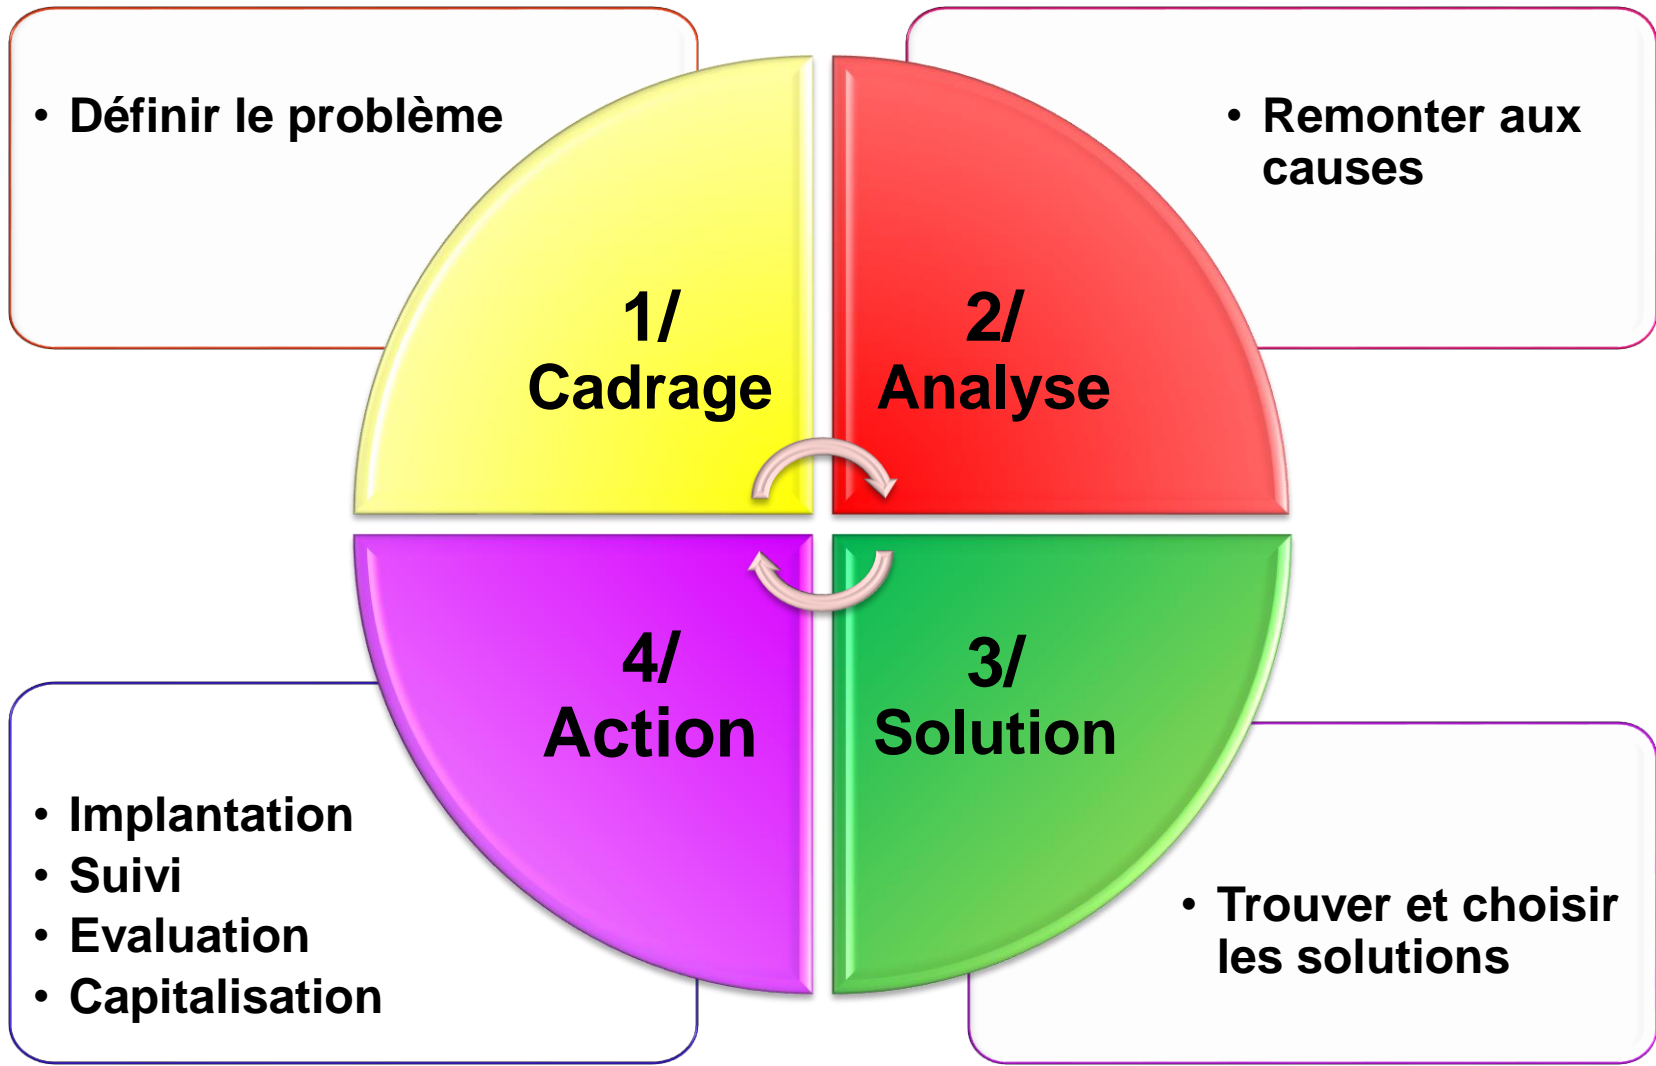 • Définir le problème
1/
Cadrage
• Remonter aux
causes
2/
Analyse
3/
Solution
• Trouver et choisir
les solutions
4/
Action
• Implantation
• Suivi
• Evaluation
• Capitalisation